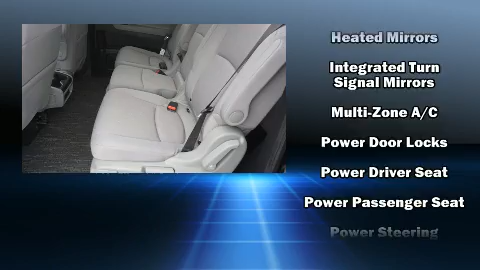 Heated Mirrors
Integrated Turn
Signal Mirrors
Multi-Zone A/C
Power Door Locks
Power Driver Seat
Power Passenger Seat
Power Steering